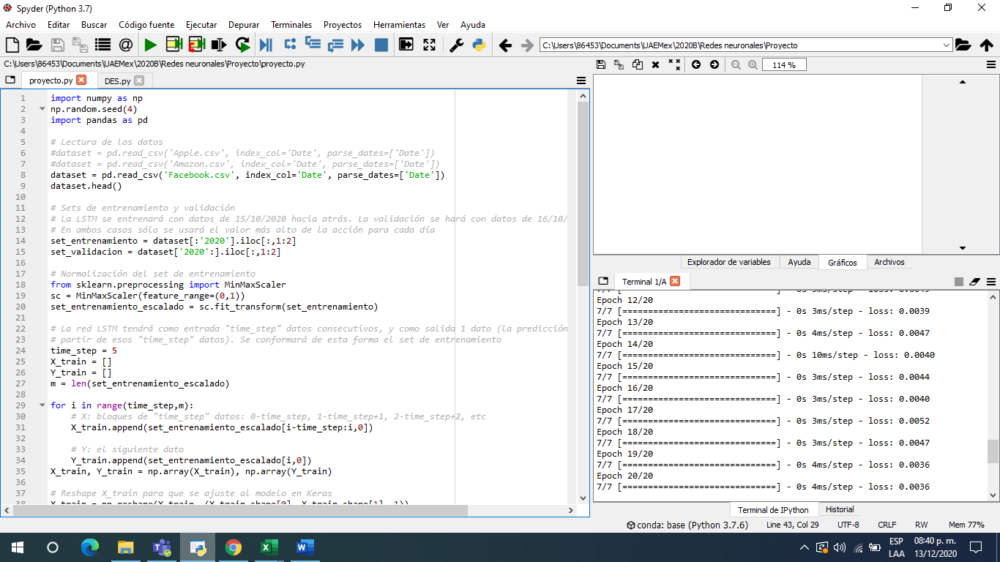 Spyder (Python 3.7)
Archivo Editar Buscar Código fuente Ejecutar Depurar Terminales Proyectos Herramientas Ver Ayuda
C:\Users\86453\Documents\UAEMex\2020B\Redes neuronales\Proyecto
C:\Users\86453\Documents\UAEMex\2020B\Redes neuronales\Proyecto\proyecto.py
114 %
proyecto.py DES.py
1 import numpy as np
2 np.random.seed(4)
3 import pandas as pd
4
5 # Lectura de los datos
6 #dataset = pd.read_csv('Apple.csv', index_col='Date', parse_dates=['Date'])
7 #dataset = pd.read_csv('Amazon.csv', index_col='Date', parse_dates=['Date'])
8 dataset = pd.read_csv('Facebook.csv', index_col='Date', parse_dates=['Date'])
9 dataset.head()
10
11 # Sets de entrenamiento y validación
12 # La LSTM se entrenará con datos de 15/10/2020 hacia atrás. La validación se hará con datos de 16/10/
13 # En ambos casos sólo se usará el valor más alto de la acción para cada día
14 set_entrenamiento = dataset[:'2020'].iloc[:,1:2]
15 set_validacion = dataset['2020':].iloc[:,1:2]
16
17 # Normalización del set de entrenamiento
18 from sklearn.preprocessing import MinMaxScaler
19 sc = MinMaxScaler(feature_range=(0,1))
20 set_entrenamiento_escalado = sc.fit_transform(set_entrenamiento)
21
22 # La red LSTM tendrá como entrada "time_step" datos consecutivos, y como salida 1 dato (la predicción
23 # partir de esos "time_step" datos). Se conformará de esta forma el set de entrenamiento
24 time_step = 5
25 X_train = []
26 Y_train = []
27 m = len(set_entrenamiento_escalado)
28
29 for i in range(time_step,m):
30 # X: bloques de "time_step" datos: 0-time_step, 1-time_step+1, 2-time_step+2, etc
31 X_train.append(set_entrenamiento_escalado[i-time_step:i,0])
32
33 # Y: el siguiente dato
34 Y_train.append(set_entrenamiento_escalado[i,0])
35 X_train, Y_train = np.array(X_train), np.array(Y_train)
36
37 # Reshape X_train para que se ajuste al modelo en Keras
38 X_train = np.reshape(X_train, (X_train.shape[0], X_train.shape[1], 1))
Explorador de variables Ayuda Gráficos Archivos
Terminal 1/A
Epoch 12/20
7/7 [==============================] - 0s 3ms/step - loss: 0.0039
Epoch 13/20
7/7 [==============================] - 0s 4ms/step - loss: 0.0047
Epoch 14/20
7/7 [==============================] - 0s 10ms/step - loss: 0.0040
Epoch 15/20
7/7 [==============================] - 0s 3ms/step - loss: 0.0044
Epoch 16/20
7/7 [==============================] - 0s 3ms/step - loss: 0.0040
Epoch 17/20
7/7 [==============================] - 0s 3ms/step - loss: 0.0052
Epoch 18/20
7/7 [==============================] - 0s 3ms/step - loss: 0.0047
Epoch 19/20
7/7 [==============================] - 0s 4ms/step - loss: 0.0036
Epoch 20/20
7/7 [==============================] - 0s 4ms/step - loss: 0.0036
Terminal de IPython Historial
conda: base (Python 3.7.6) Line 43, Col 29 UTF-8 CRLF RW Mem 77%
ESP 08:40 p. m.
LAA 13/12/2020